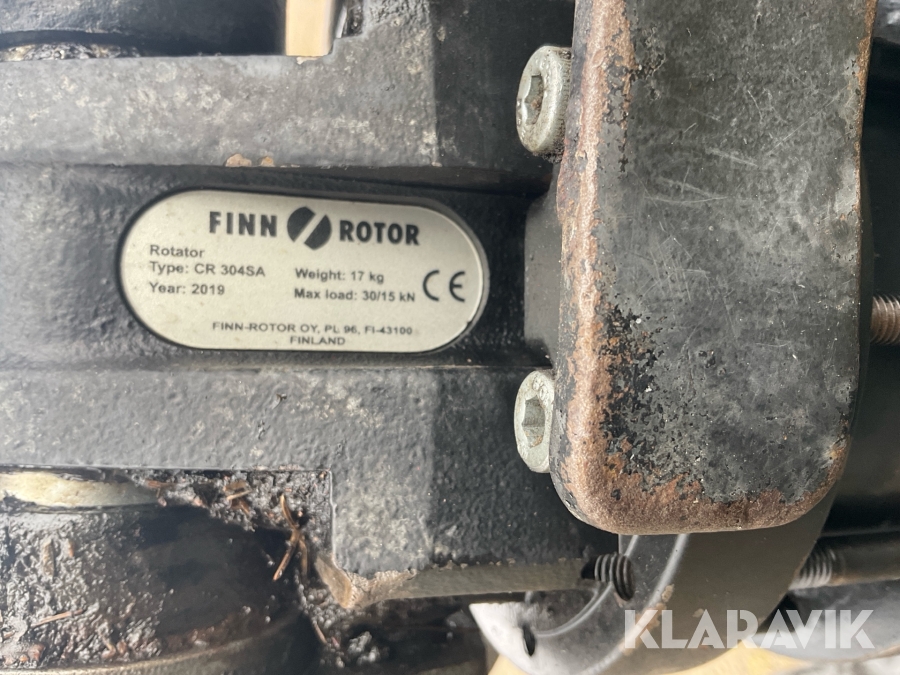 FINN ROTOR
Rotator
Type: CR 304SA
Year: 2019
Weight: 17 kg
Max load: 30/15 kN
CE
FINN-ROTOR OY, PL 96, FI-43100
FINLAND
KLARAVIK